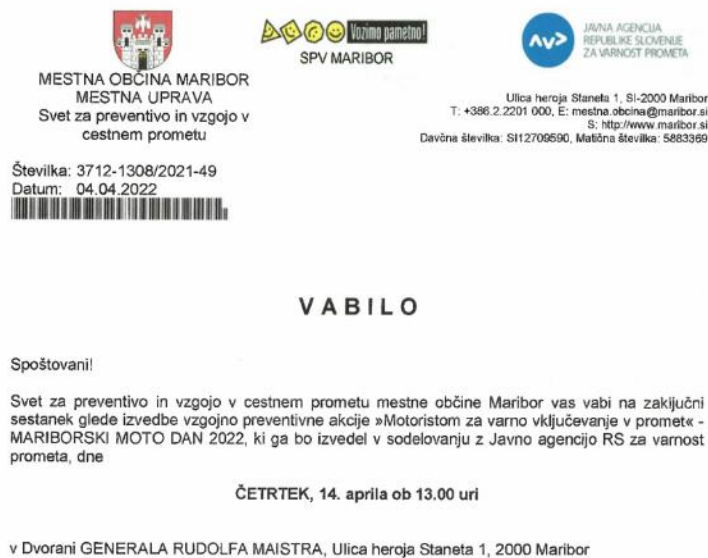 MESTNA OBČINA MARIBOR
MESTNA UPRAVA
Svet za preventivo in vzgojo v
cestnem prometu
Vozimo pametno!
SPV MARIBOR
AV>
JAVNA AGENCIJA
REPUBLIKE SLOVENIJE
ZA VARNOST PROMETA
Ulica heroja Staneta 1, SI-2000 Maribor
T: +386.2.2201 000, E: mestna.obcina@maribor.si
S: http://www.maribor.si
Davčna številka: SI12709590, Matična številka: 5883369
Številka: 3712-1308/2021-49
Datum: 04.04.2022
V A B I L O
Spoštovani!
Svet za preventivo in vzgojo v cestnem prometu mestne občine Maribor vas vabi na zaključni
sestanek glede izvedbe vzgojno preventivne akcije »Motoristom za varno vključevanje v promet« -
MARIBORSKI MOTO DAN 2022, ki ga bo izvedel v sodelovanju z Javno agencijo RS za varnost
prometa, dne
ČETRTEK, 14. aprila ob 13.00 uri
v Dvorani GENERALA RUDOLFA MAISTRA, Ulica heroja Staneta 1, 2000 Maribor